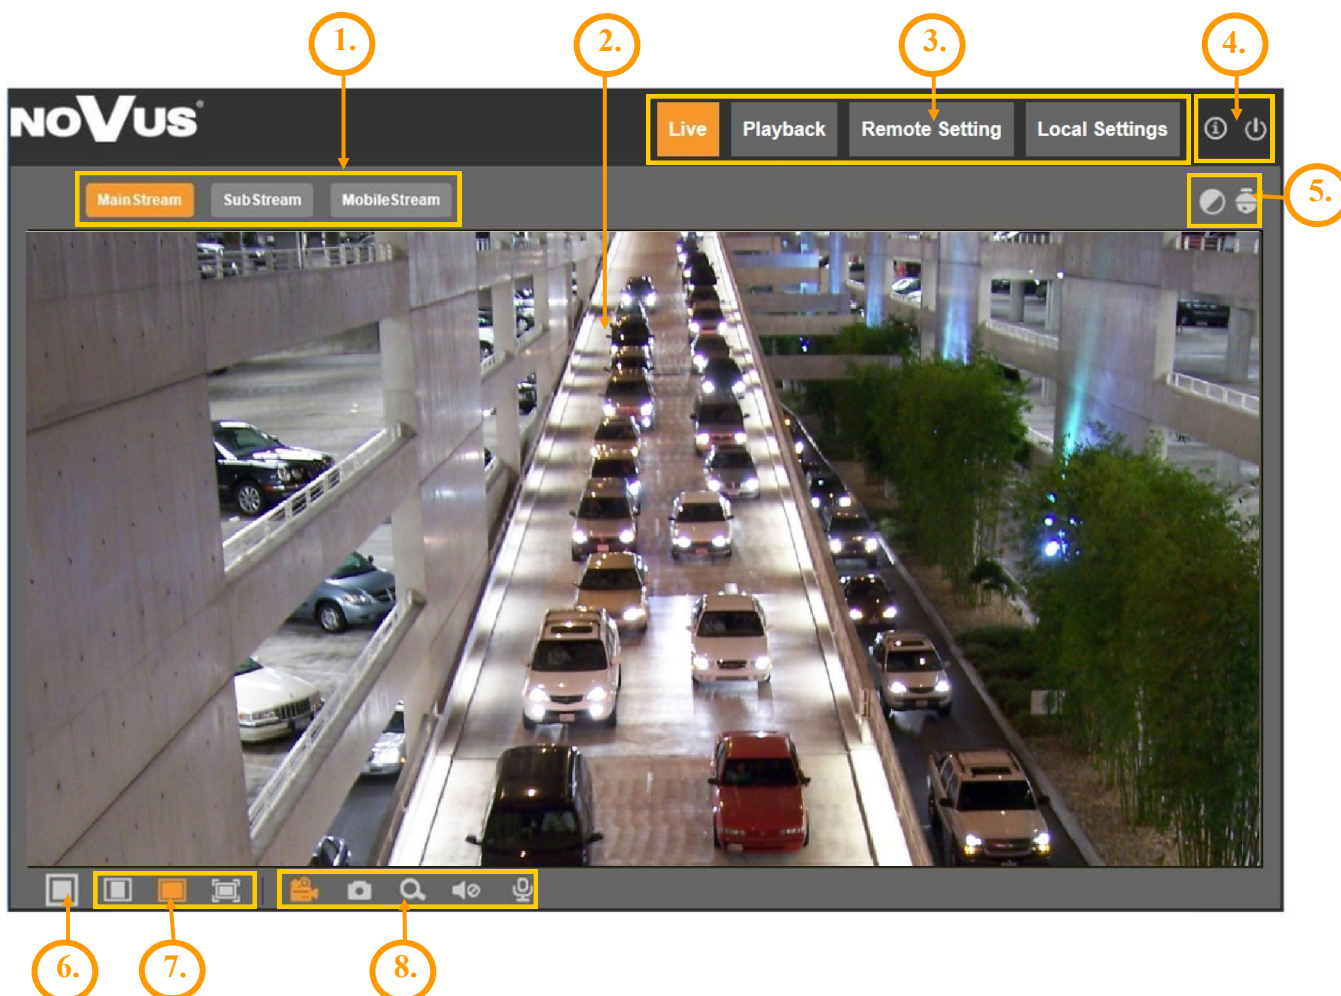 1. 2. 3. 4.
NOVUS®
Live Playback Remote Setting Local Settings
Main Stream Sub Stream Mobile Stream
5.
6. 7. 8.